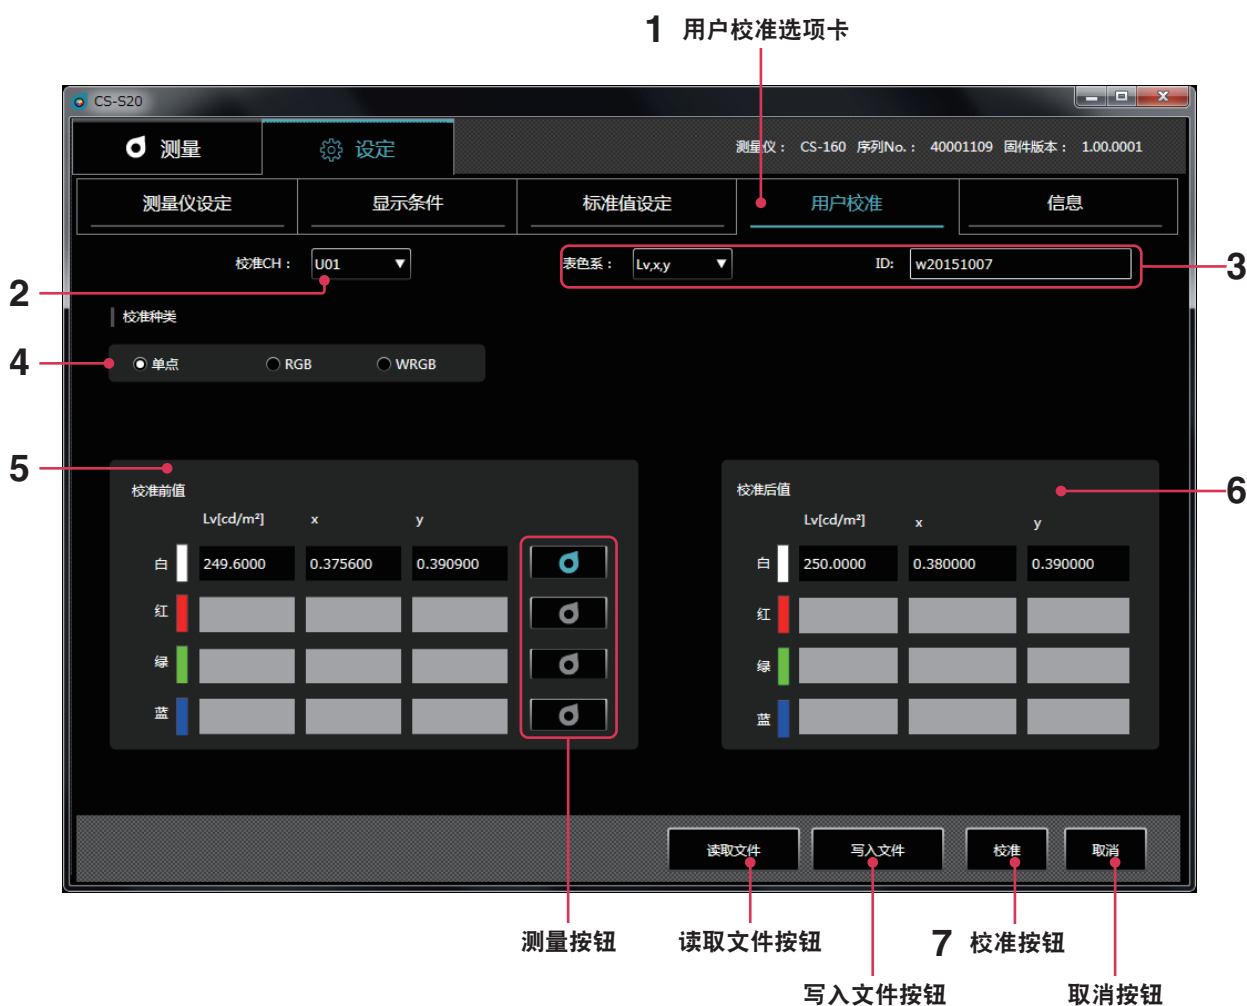 1 用户校准选项卡
CS-S20
测量 设定 测量仪： CS-160 序列No.： 40001109 固件版本： 1.00.0001
测量仪设定 显示条件 标准值设定 用户校准 信息
校准CH： U01 ▼ 表色系： Lv,x,y ▼ ID: w20151007
2 3
校准种类
4 单点 RGB WRGB
5 6
校准前值 校准后值
Lv[cd/m²] x y Lv[cd/m²] x y
白 249.6000 0.375600 0.390900 白 250.0000 0.380000 0.390000
红 红
绿 绿
蓝 蓝
读取文件 写入文件 校准 取消
测量按钮 读取文件按钮 7 校准按钮
写入文件按钮 取消按钮